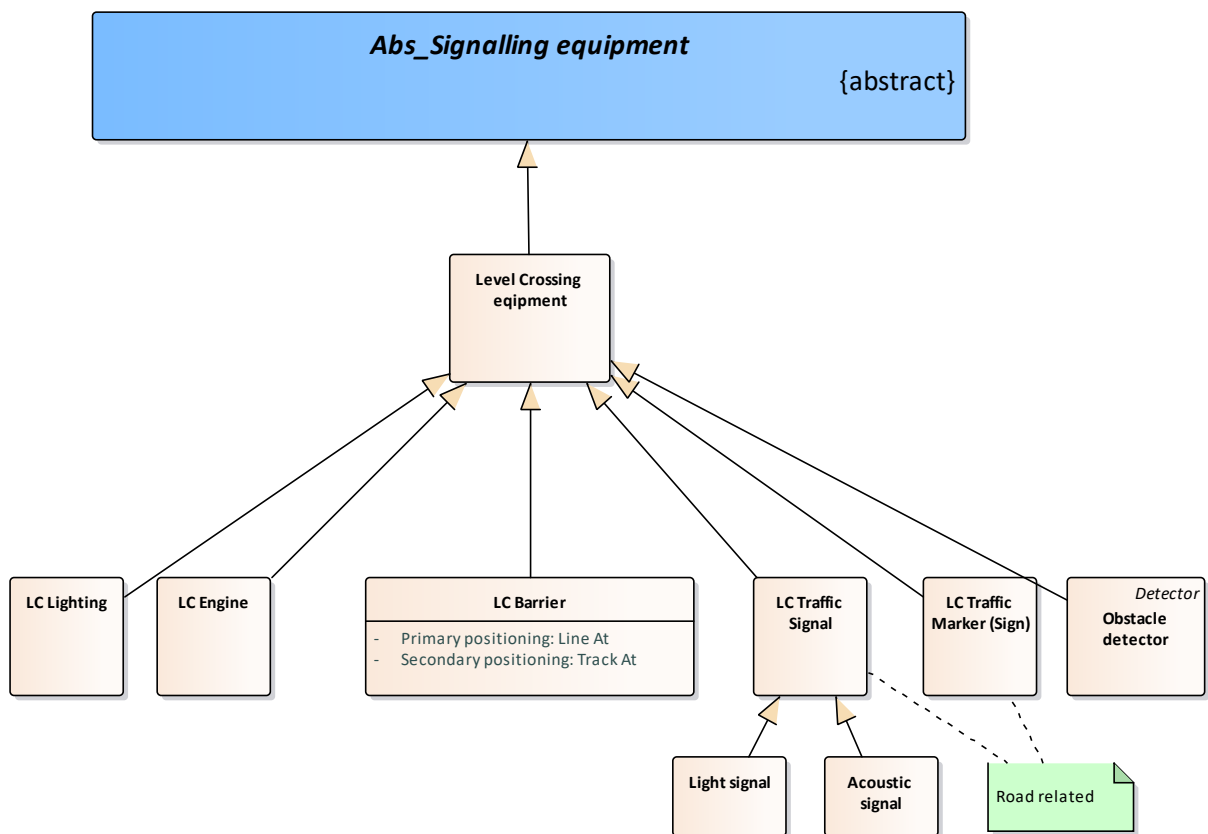 Abs_Signalling equipment
{abstract}
Level Crossing
eqipment
LC Lighting
LC Engine
LC Barrier
- Primary positioning: Line At
- Secondary positioning: Track At
LC Traffic
Signal
LC Traffic
Marker (Sign)
Detector
Obstacle
detector
Light signal
Acoustic
signal
Road related